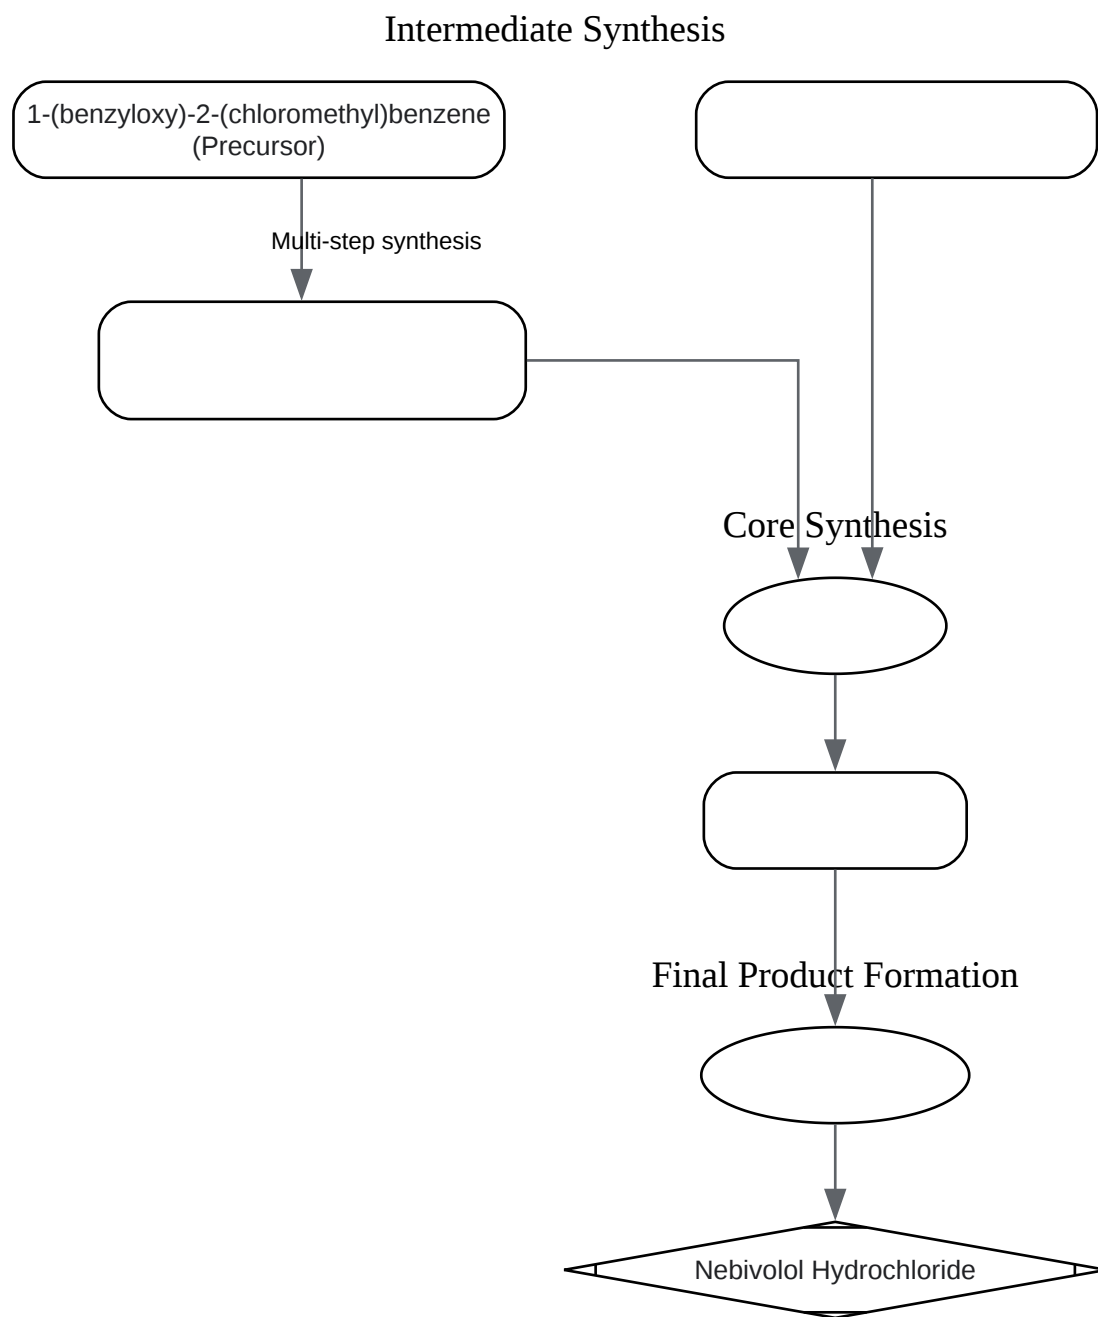 Intermediate Synthesis
1-(benzyloxy)-2-(chloromethyl)benzene
(Precursor)
Multi-step synthesis
Core Synthesis
Final Product Formation
Nebivolol Hydrochloride